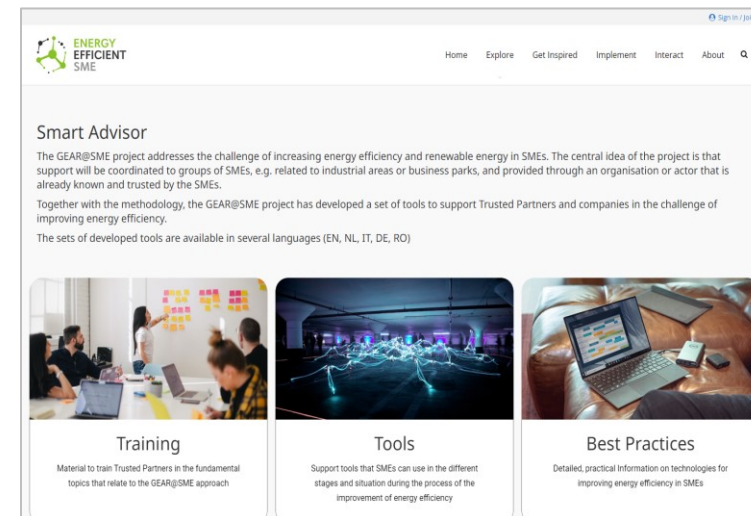 Sign In / Joi
ENERGY
EFFICIENT
SME
Home Explore Get Inspired Implement Interact About
Smart Advisor
The GEAR@SME project addresses the challenge of increasing energy efficiency and renewable energy in SMEs. The central idea of the project is that
support will be coordinated to groups of SMEs, e.g. related to industrial areas or business parks, and provided through an organisation or actor that is
already known and trusted by the SMEs.
Together with the methodology, the GEAR@SME project has developed a set of tools to support Trusted Partners and companies in the challenge of
improving energy efficiency.
The sets of developed tools are available in several languages (EN, NL, IT, DE, RO)
Training
Material to train Trusted Partners in the fundamental
topics that relate to the GEAR@SME approach
Tools
Support tools that SMEs can use in the different
stages and situation during the process of the
improvement of energy efficiency
Best Practices
Detailed, practical Information on technologies for
improving energy efficiency in SMEs